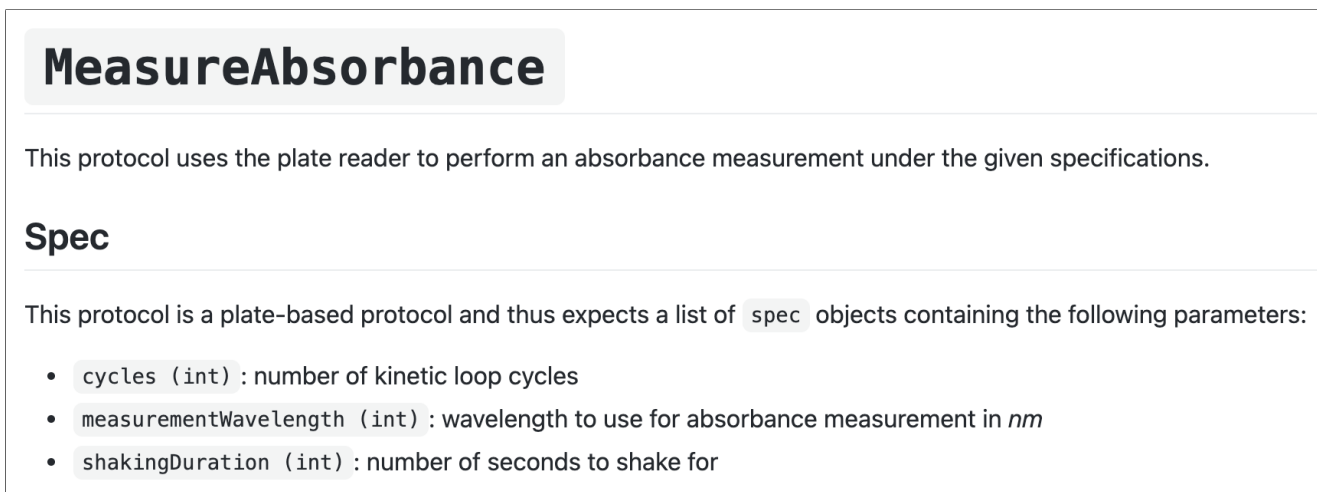 MeasureAbsorbance
This protocol uses the plate reader to perform an absorbance measurement under the given specifications.
Spec
This protocol is a plate-based protocol and thus expects a list of spec objects containing the following parameters:
• cycles (int) : number of kinetic loop cycles
• measurementWavelength (int) : wavelength to use for absorbance measurement in nm
• shakingDuration (int) : number of seconds to shake for